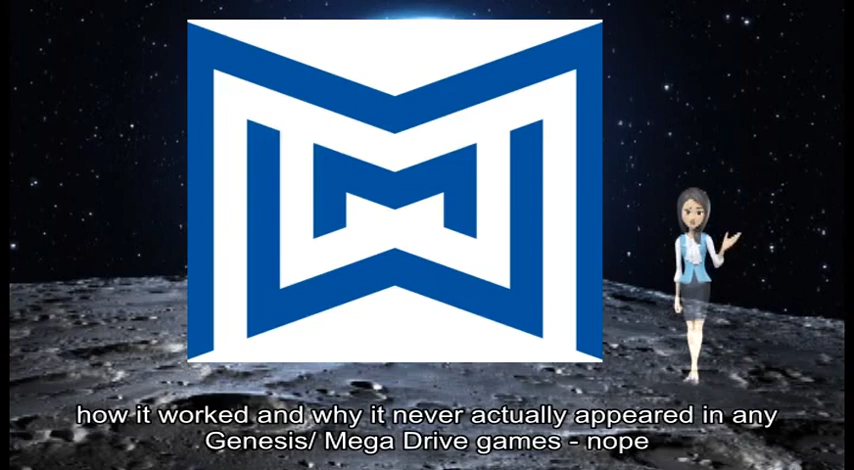 how it worked and why it never actually appeared in any
Genesis/ Mega Drive games - nope